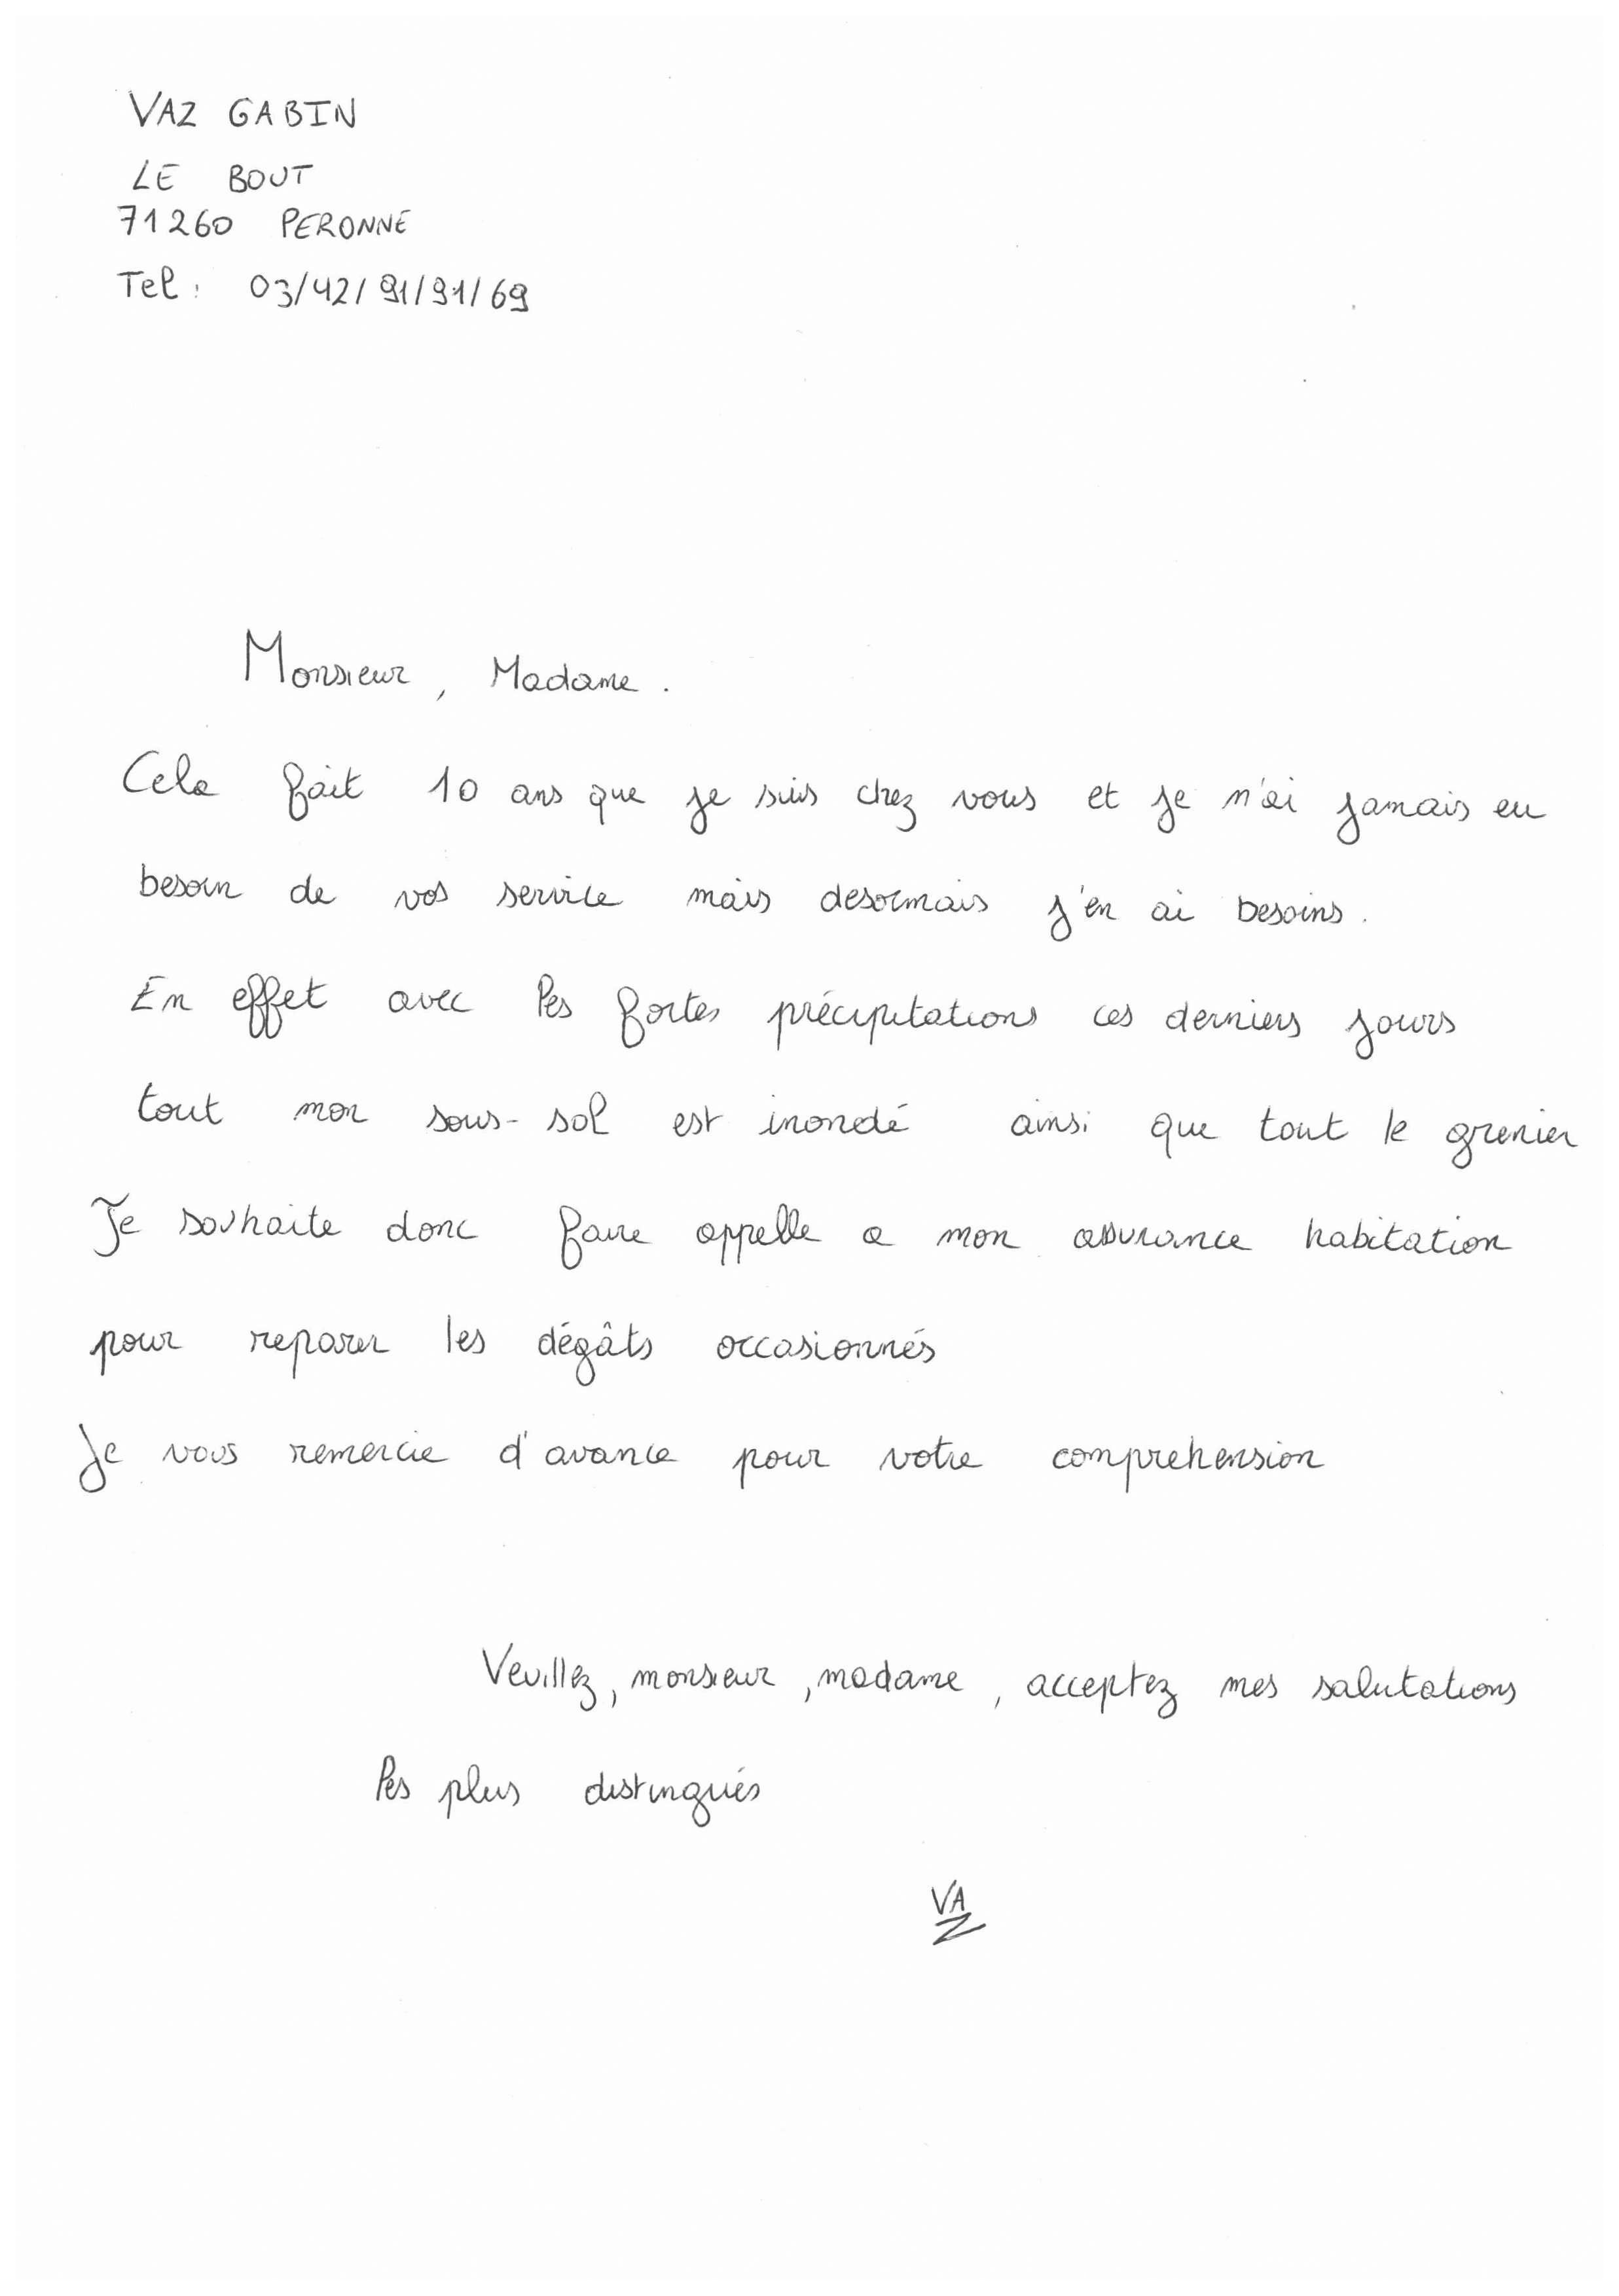 VAZ GABIN
LE BOUT
71260 PERONNE
Tel : 03/42/91/91/69
Monsieur, Madame.
Cela fait 10 ans que je suis chez vous et je n'ai jamais eu
besoin de vos service mais desormais j'en ai besoins.
En effet avec les fortes précipitations ces derniers jours
tout mon sous-sol est inondé ainsi que tout le grenier
Je souhaite donc faire appelle a mon assurance habitation
pour reparer les dégâts occasionnés
Je vous remercie d'avance pour votre comprehension
Veuillez, monsieur, madame, acceptez mes salutations
les plus distingués
VAZ